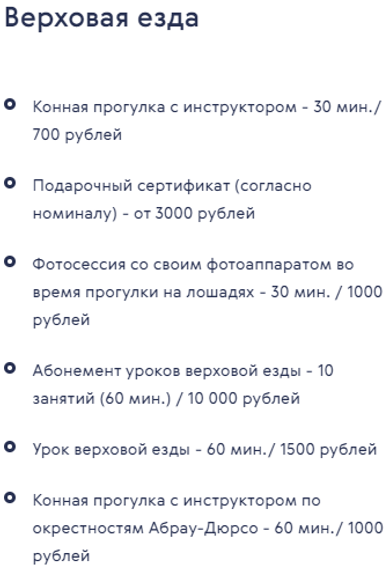 Верховая езда
Конная прогулка с инструктором - 30 мин./
700 рублей
Подарочный сертификат (согласно
номиналу) - от 3000 рублей
Фотосессия со своим фотоаппаратом во
время прогулки на лошадях - 30 мин. / 1000
рублей
Абонемент уроков верховой езды - 10
занятий (60 мин.) / 10 000 рублей
Урок верховой езды - 60 мин./ 1500 рублей
Конная прогулка с инструктором по
окрестностям Абрау-Дюрсо - 60 мин./ 1000
рублей